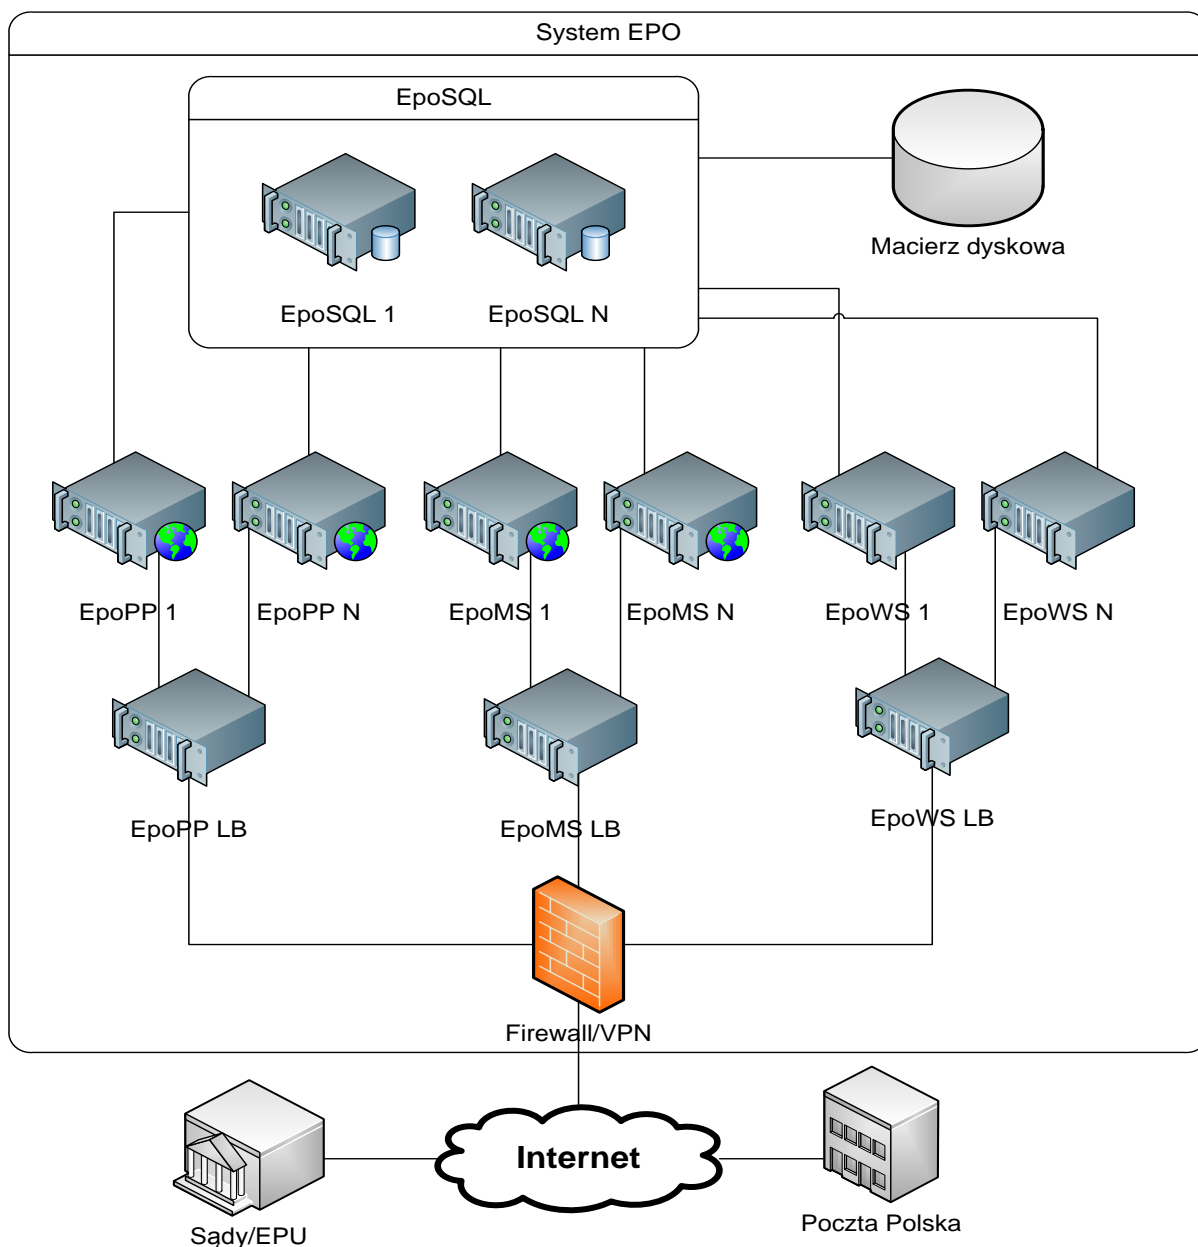 System EPO
EpoSQL
EpoSQL 1
EpoSQL N
Macierz dyskowa
EpoPP 1
EpoPP N
EpoMS 1
EpoMS N
EpoWS 1
EpoWS N
EpoPP LB
EpoMS LB
EpoWS LB
Firewall/VPN
Internet
Sądy/EPU
Poczta Polska